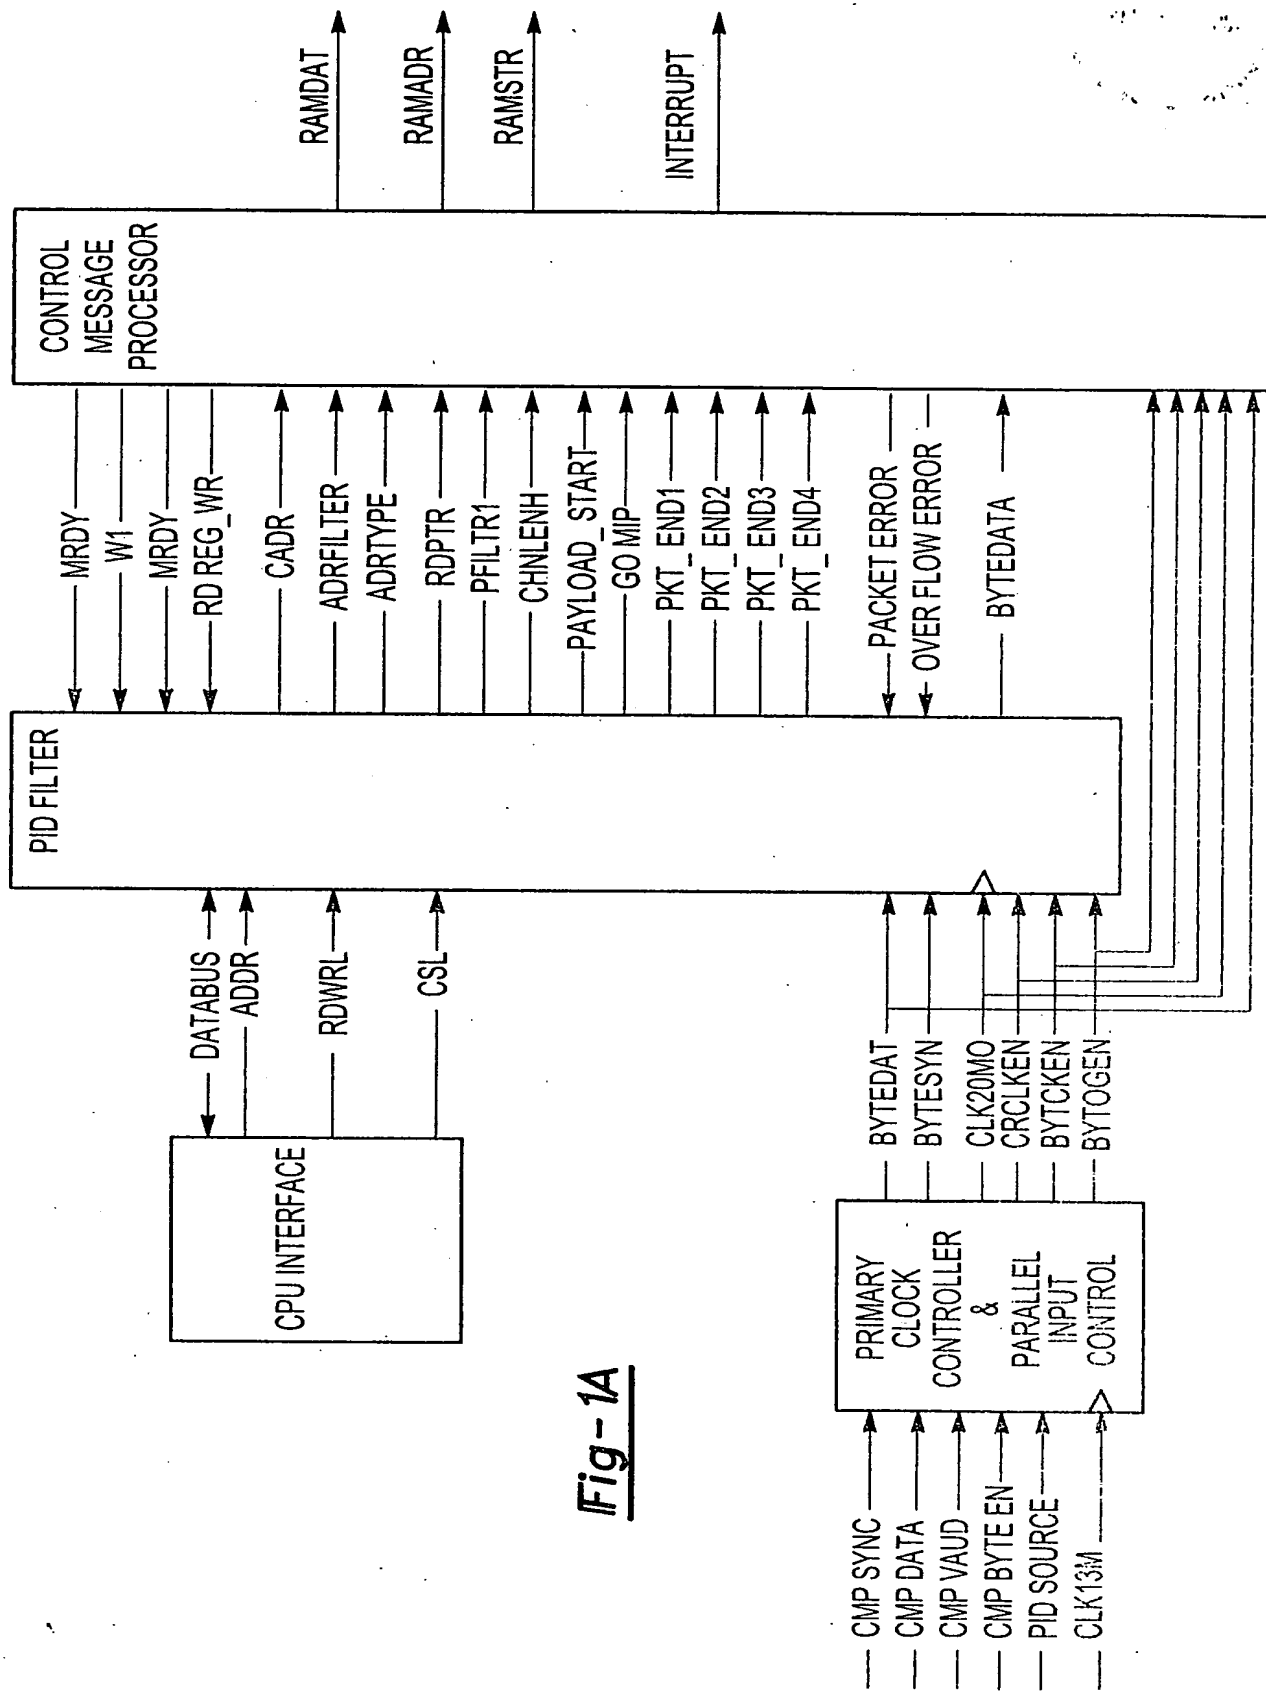 CPU INTERFACE
DATABUS
ADDR
RDWRL
CSL
PID FILTER
MRDY
W1
MRDY
RD REG_WR
CADR
ADRFILTER
ADRTYPE
RDPTR
PFILTR1
CHNLENH
PAYLOAD_START
GO MIP
PKT_END1
PKT_END2
PKT_END3
PKT_END4
PACKET ERROR
OVER FLOW ERROR
BYTEDATA
CONTROL
MESSAGE
PROCESSOR
RAMDAT
RAMADR
RAMSTR
INTERRUPT
Fig-1A
CMP SYNC
CMP DATA
CMP VAUD
CMP BYTE EN
PID SOURCE
CLK13M
PRIMARY
CLOCK
CONTROLLER
&
PARALLEL
INPUT
CONTROL
BYTEDAT
BYTESYN
CLK20MO
CRCLKEN
BYTCKEN
BYTOGEN